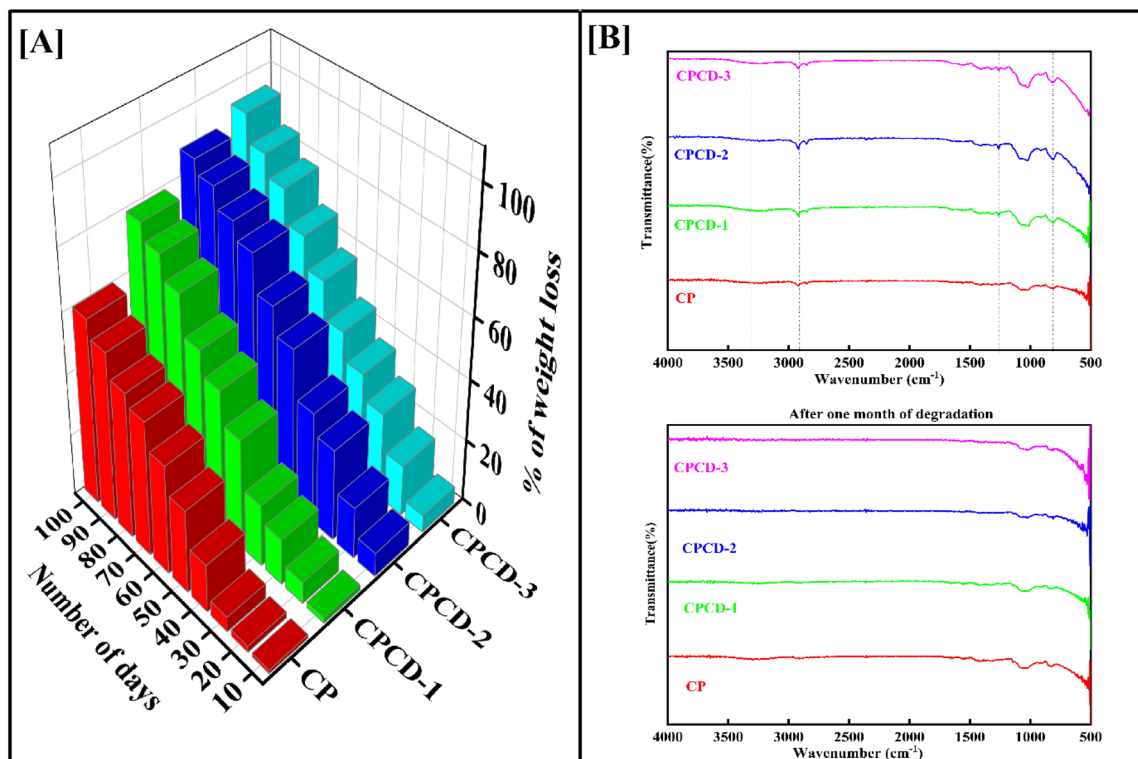 [A]
100
80
60
40
20
0
% of weight loss
100
90
80
70
60
50
40
30
20
10
Number of days
CP
CPCD-1
CPCD-2
CPCD-3
[B]
CPCD-3
CPCD-2
CPCD-1
CP
Transmittance(%)
4000 3500 3000 2500 2000 1500 1000 500
Wavenumber (cm⁻¹)
After one month of degradation
CPCD-3
CPCD-2
CPCD-1
CP
Transmittance(%)
4000 3500 3000 2500 2000 1500 1000 500
Wavenumber (cm⁻¹)